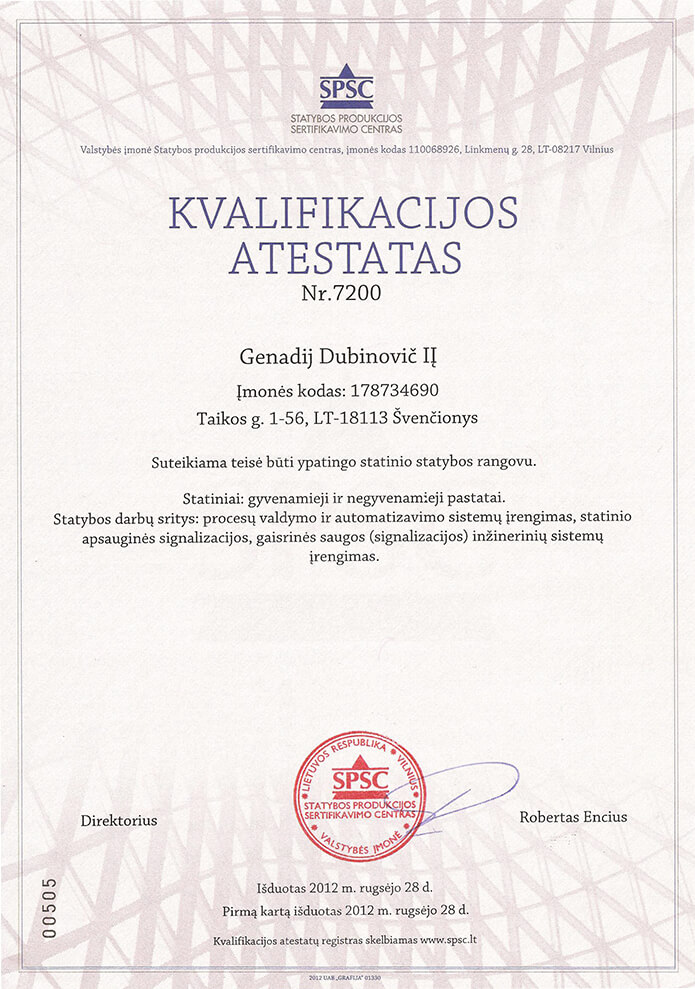 SPSC
STATYBOS PRODUKCIJOS
SERTIFIKAVIMO CENTRAS
Valstybės įmonė Statybos produkcijos sertifikavimo centras, įmonės kodas 110068926, Linkmenų g. 28, LT-08217 Vilnius
KVALIFIKACIJOS
ATESTATAS
Nr.7200
Genadij Dubinovič IĮ
Įmonės kodas: 178734690
Taikos g. 1-56, LT-18113 Švenčionys
Suteikiama teisė būti ypatingo statinio statybos rangovu.
Statiniai: gyvenamieji ir negyvenamieji pastatai.
Statybos darbų sritys: procesų valdymo ir automatizavimo sistemų įrengimas, statinio
apsauginės signalizacijos, gaisrinės saugos (signalizacijos) inžinerinių sistemų
įrengimas.
LIETUVOS RESPUBLIKA • VILNIUS
SPSC
STATYBOS PRODUKCIJOS
SERTIFIKAVIMO CENTRAS
VALSTYBĖS ĮMONĖ
Direktorius
Robertas Encius
Išduotas 2012 m. rugsėjo 28 d.
Pirmą kartą išduotas 2012 m. rugsėjo 28 d.
Kvalifikacijos atestatų registras skelbiamas www.spsc.lt
00505
2012 UAB „GRAFIJA" 01330